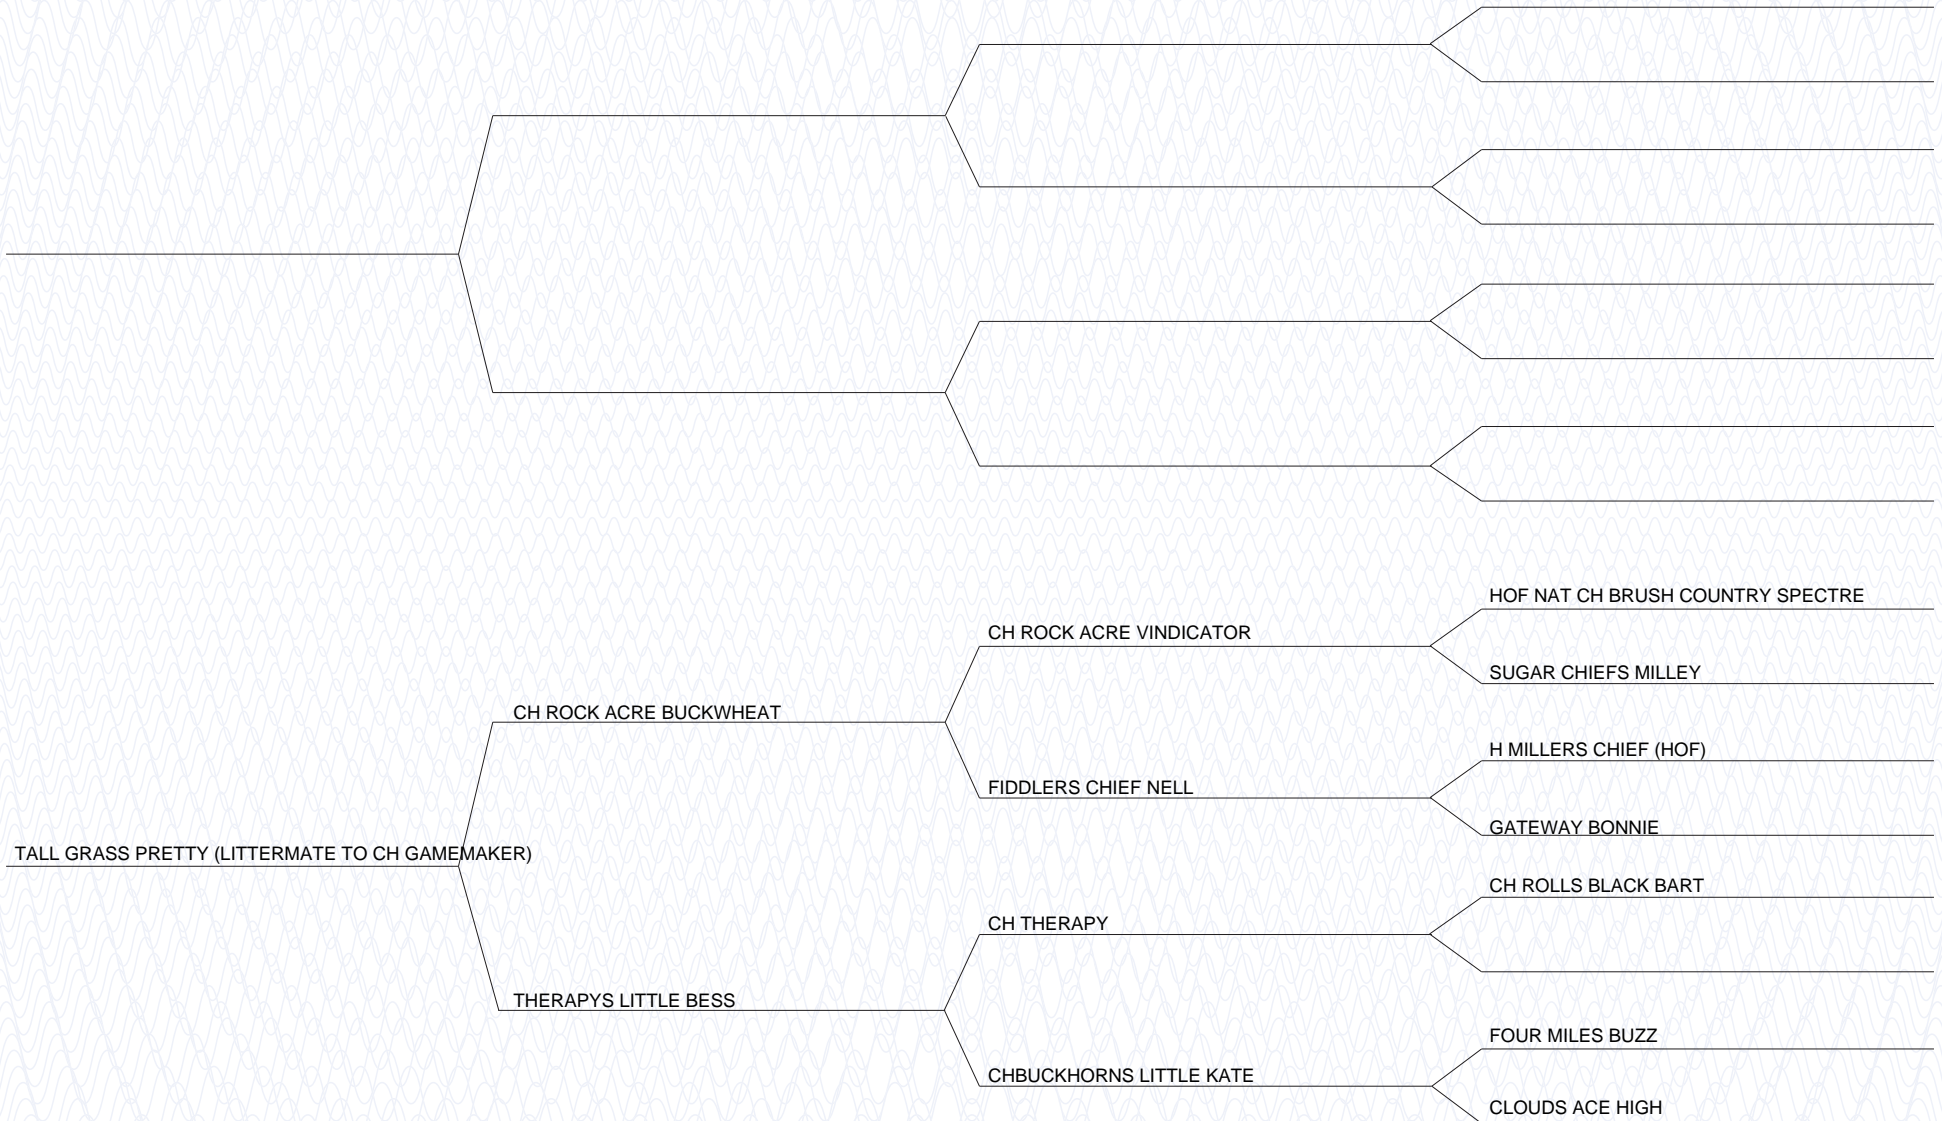 HOF NAT CH BRUSH COUNTRY SPECTRE
CH ROCK ACRE VINDICATOR
SUGAR CHIEFS MILLEY
CH ROCK ACRE BUCKWHEAT
H MILLERS CHIEF (HOF)
FIDDLERS CHIEF NELL
GATEWAY BONNIE
TALL GRASS PRETTY (LITTERMATE TO CH GAMEMAKER)
CH ROLLS BLACK BART
CH THERAPY
THERAPYS LITTLE BESS
FOUR MILES BUZZ
CHBUCKHORNS LITTLE KATE
CLOUDS ACE HIGH